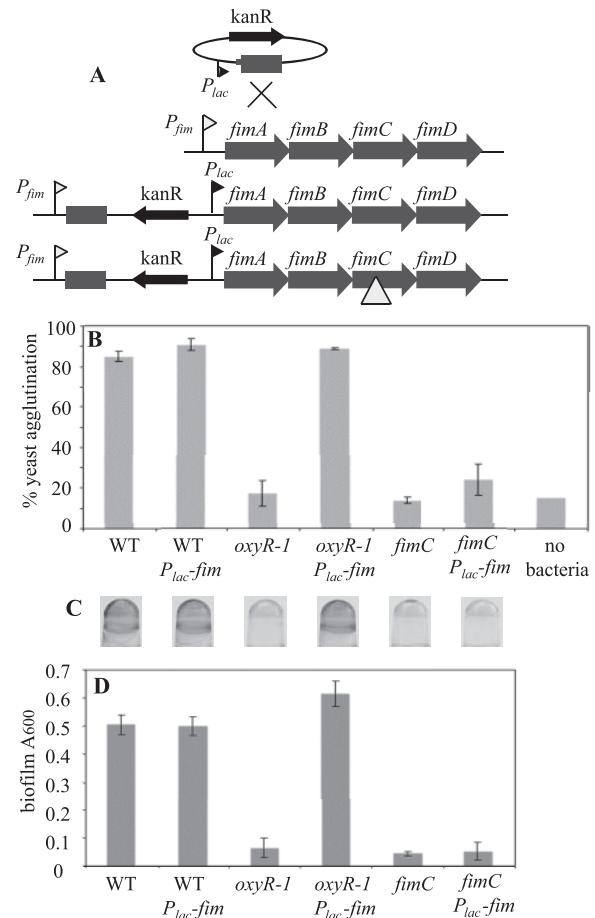 kanR
A
Plac
Pfim
fimA fimB fimC fimD
Plac
Pfim
kanR
fimA fimB fimC fimD
Plac
Pfim
kanR
fimA fimB fimC fimD
B
% yeast agglutination
100
80
60
40
20
0
WT WT oxyR-1 oxyR-1 fimC fimC no
Plac-fim Plac-fim Plac-fim bacteria
C
D
biofilm A600
0.7
0.6
0.5
0.4
0.3
0.2
0.1
0
WT WT oxyR-1 oxyR-1 fimC fimC
Plac-fim Plac-fim Plac-fim